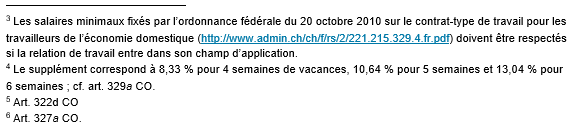 ³ Les salaires minimaux fixés par l'ordonnance fédérale du 20 octobre 2010 sur le contrat-type de travail pour les
travailleurs de l'économie domestique (http://www.admin.ch/ch/f/rs/2/221.215.329.4.fr.pdf) doivent être respectés
si la relation de travail entre dans son champ d'application.
⁴ Le supplément correspond à 8,33 % pour 4 semaines de vacances, 10,64 % pour 5 semaines et 13,04 % pour
6 semaines ; cf. art. 329a CO.
⁵ Art. 322d CO
⁶ Art. 327a CO.